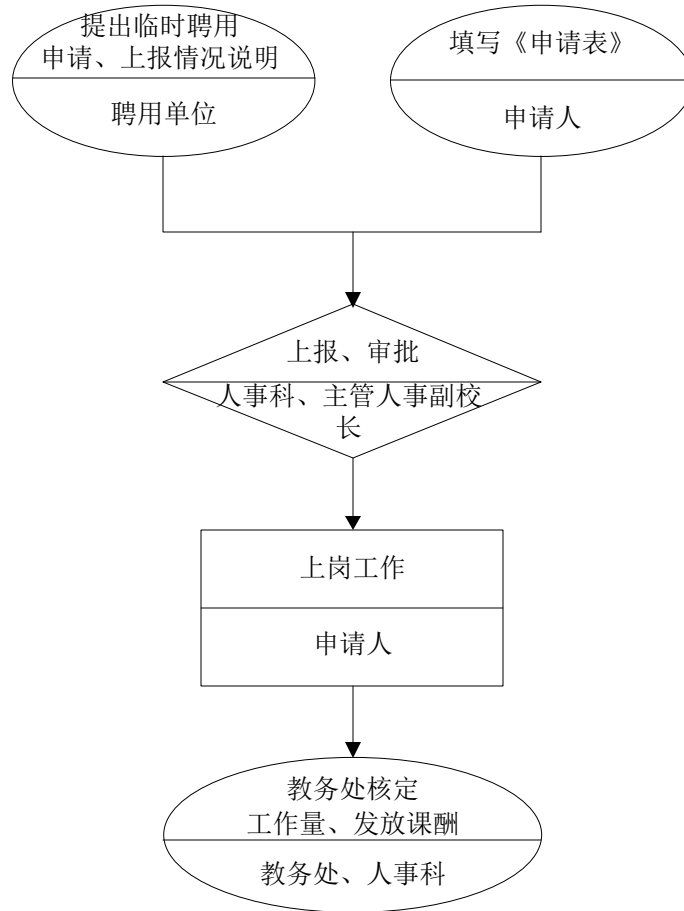 提出临时聘用
申请、上报情况说明
聘用单位
填写《申请表》
申请人
上报、审批
人事科、主管人事副校
长
上岗工作
申请人
教务处核定
工作量、发放课酬
教务处、人事科